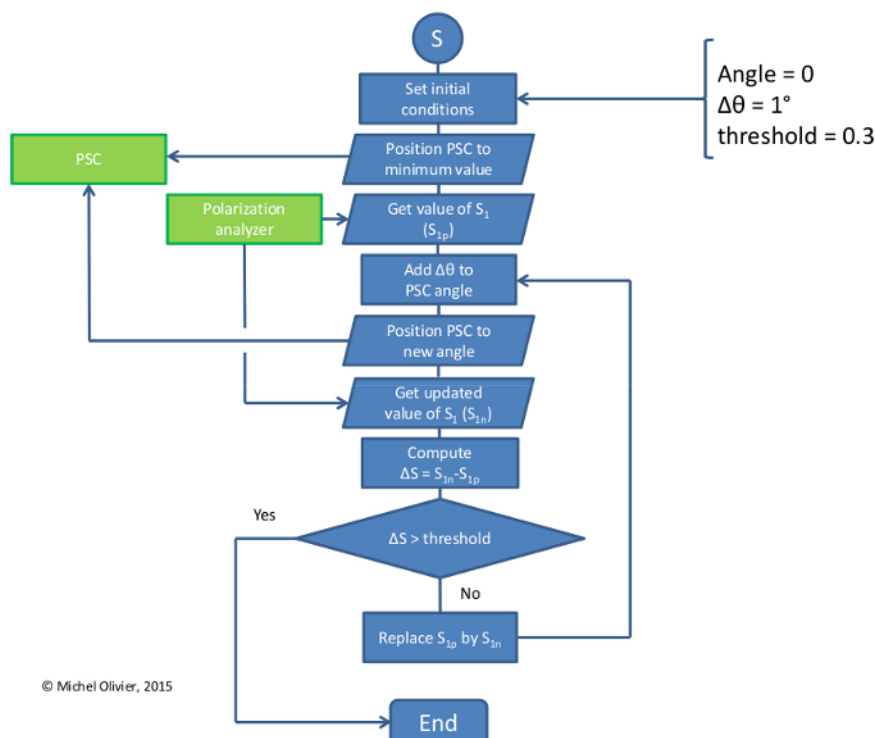 S
Set initial
conditions
Angle = 0
Δθ = 1°
threshold = 0.3
PSC
Position PSC to
minimum value
Polarization
analyzer
Get value of S₁
(S₁ₚ)
Add Δθ to
PSC angle
Position PSC to
new angle
Get updated
value of S₁ (S₁ₙ)
Compute
ΔS = S₁ₙ-S₁ₚ
Yes
ΔS > threshold
No
Replace S₁ₚ by S₁ₙ
© Michel Olivier, 2015
End